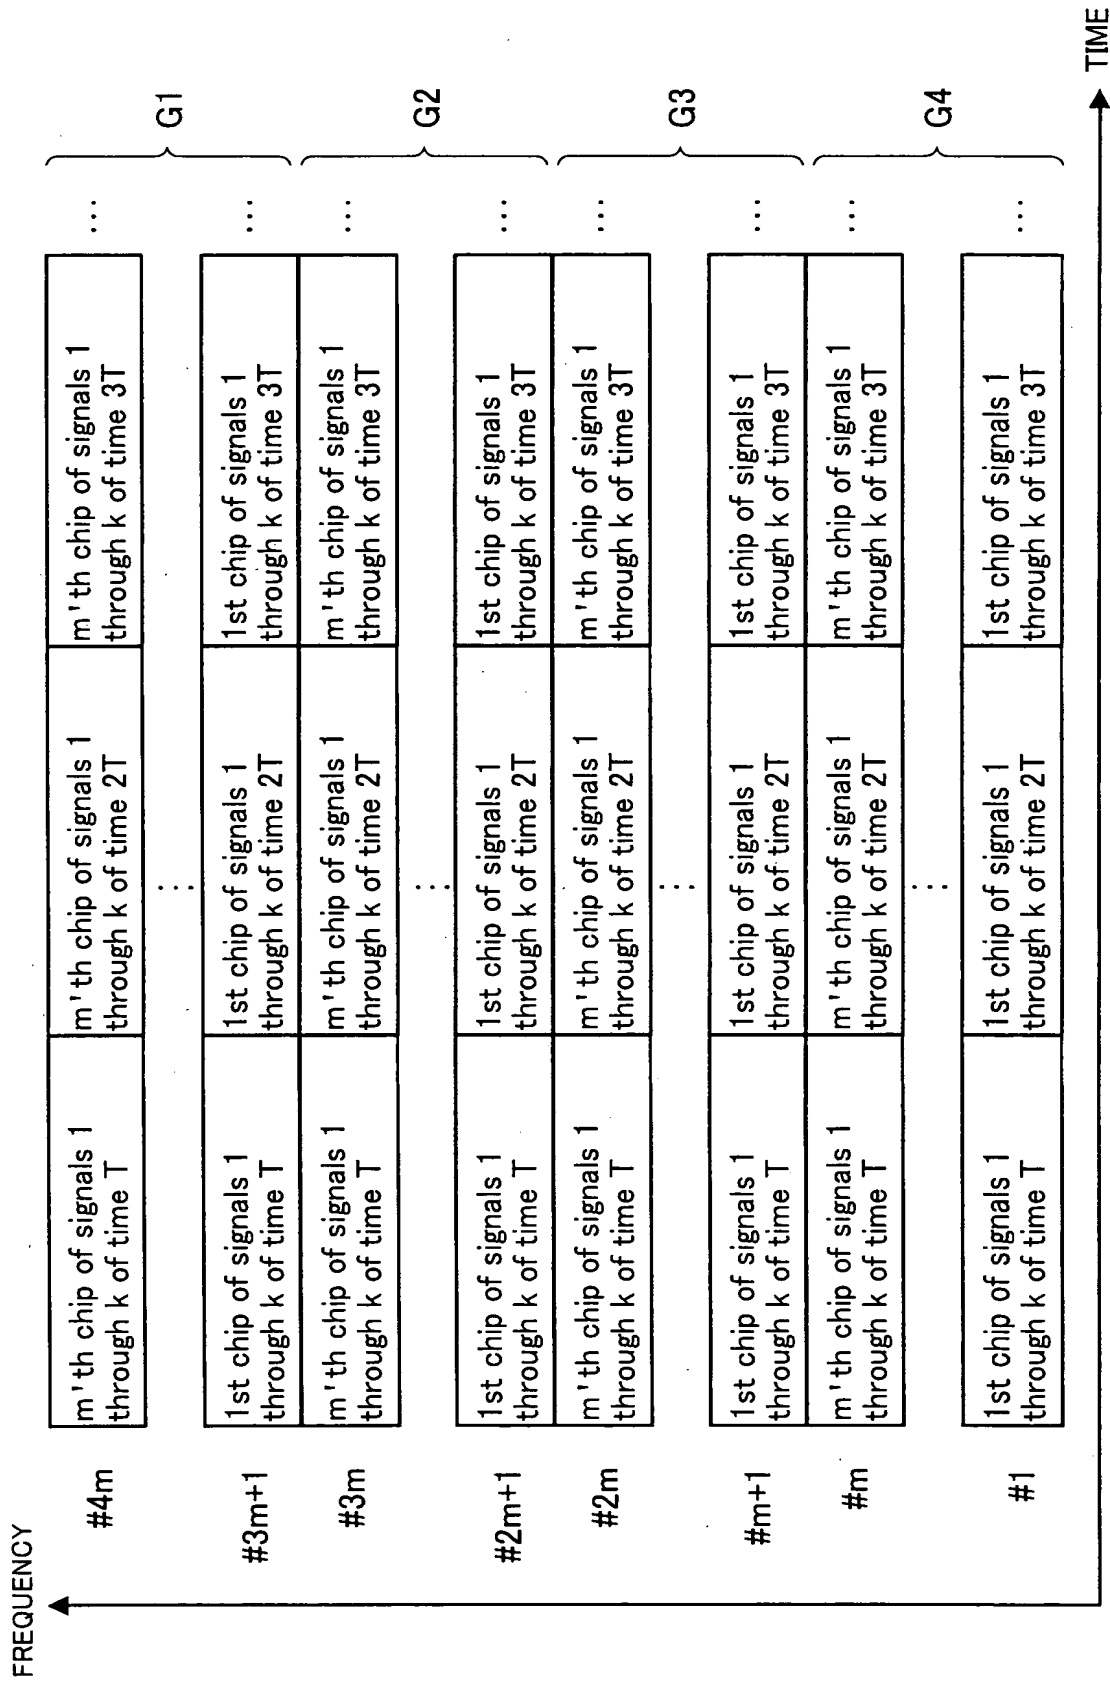 FREQUENCY
#4m
m'th chip of signals 1
through k of time T
m'th chip of signals 1
through k of time 2T
m'th chip of signals 1
through k of time 3T
...
G1
...
#3m+1
1st chip of signals 1
through k of time T
1st chip of signals 1
through k of time 2T
1st chip of signals 1
through k of time 3T
...
#3m
m'th chip of signals 1
through k of time T
m'th chip of signals 1
through k of time 2T
m'th chip of signals 1
through k of time 3T
...
G2
...
#2m+1
1st chip of signals 1
through k of time T
1st chip of signals 1
through k of time 2T
1st chip of signals 1
through k of time 3T
...
#2m
m'th chip of signals 1
through k of time T
m'th chip of signals 1
through k of time 2T
m'th chip of signals 1
through k of time 3T
...
G3
...
#m+1
1st chip of signals 1
through k of time T
1st chip of signals 1
through k of time 2T
1st chip of signals 1
through k of time 3T
...
#m
m'th chip of signals 1
through k of time T
m'th chip of signals 1
through k of time 2T
m'th chip of signals 1
through k of time 3T
...
G4
...
#1
1st chip of signals 1
through k of time T
1st chip of signals 1
through k of time 2T
1st chip of signals 1
through k of time 3T
...
TIME